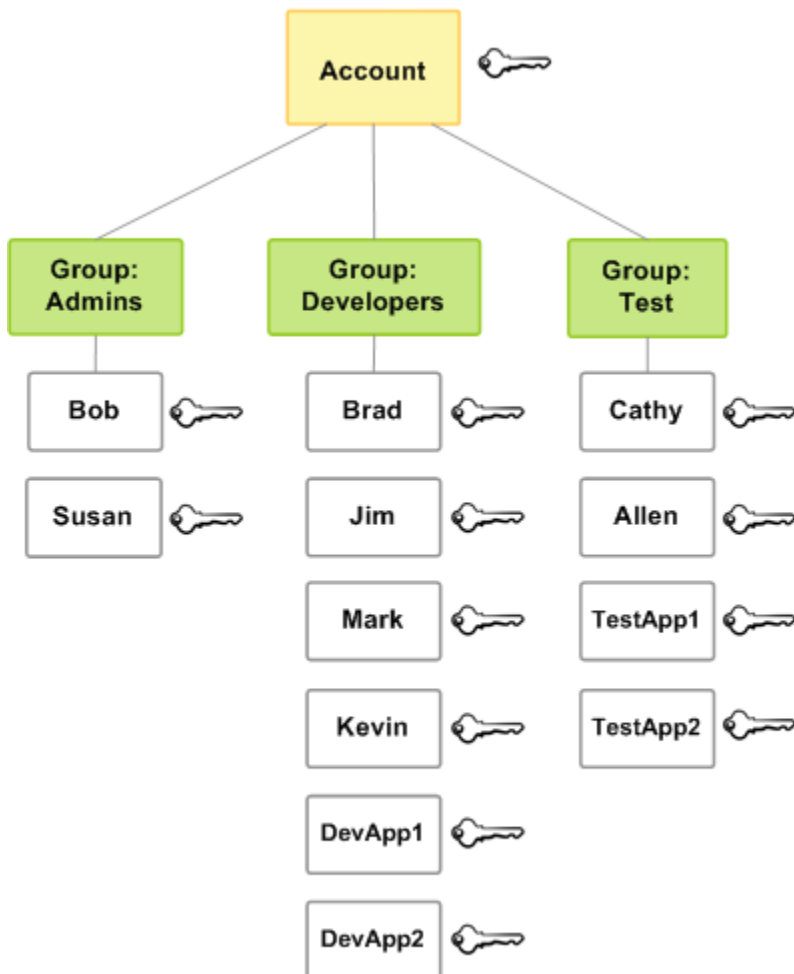 Account
Group:
Admins
Group:
Developers
Group:
Test
Bob
Brad
Cathy
Susan
Jim
Allen
Mark
TestApp1
Kevin
TestApp2
DevApp1
DevApp2